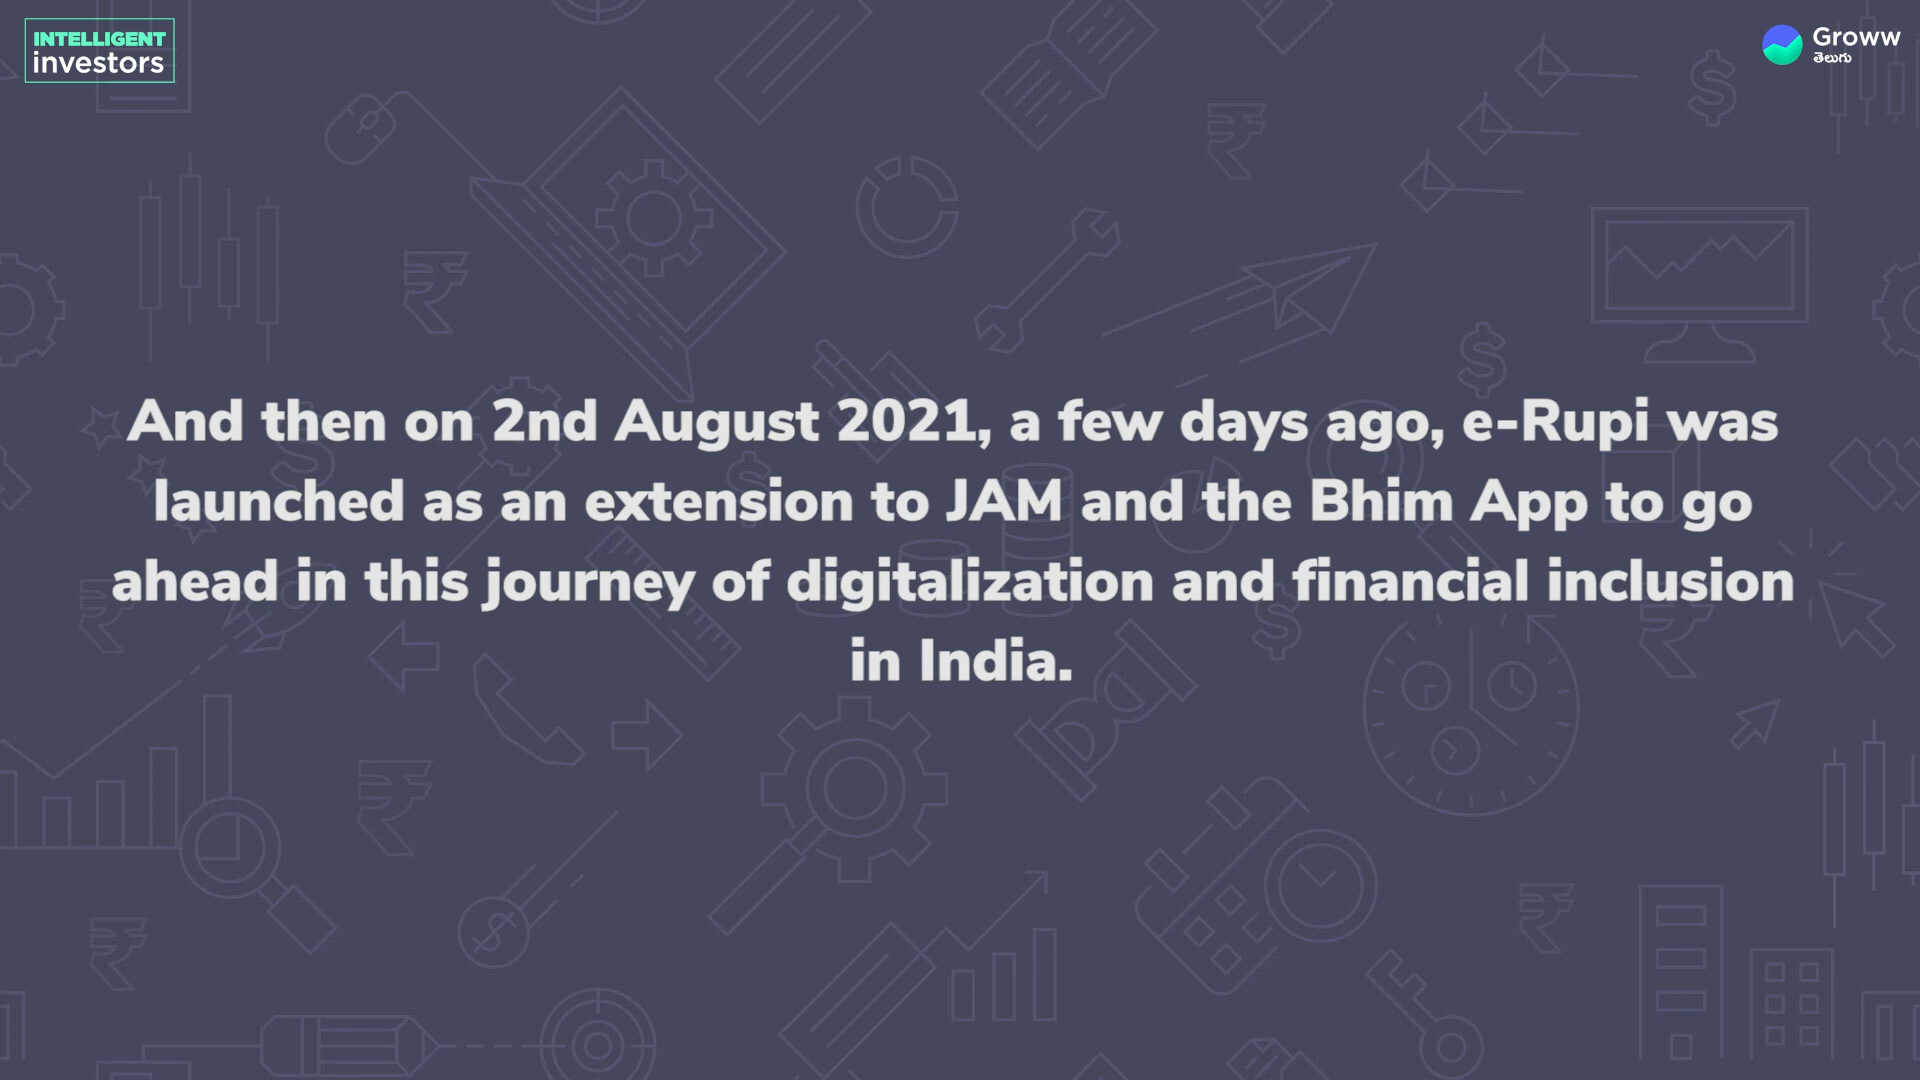 INTELLIGENT
investors
Groww
తెలుగు
And then on 2nd August 2021, a few days ago, e-Rupi was
launched as an extension to JAM and the Bhim App to go
ahead in this journey of digitalization and financial inclusion
in India.